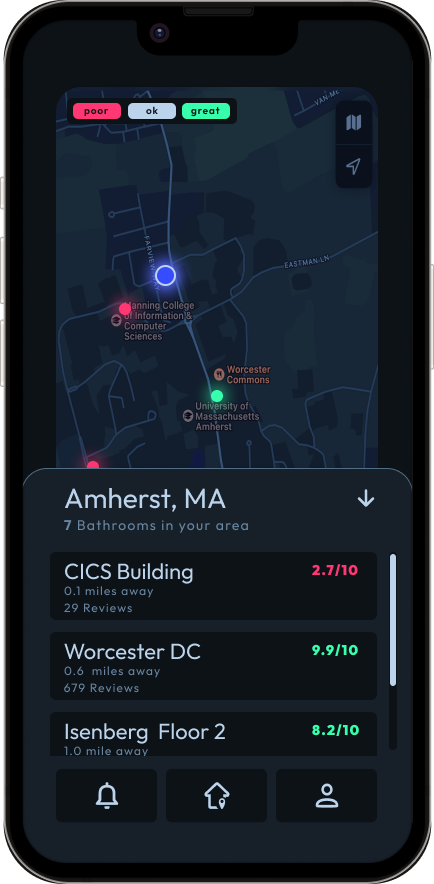 poor ok great
VAN ME
FARVIEW
EASTMAN LN
Manning College
of Information &
Computer
Sciences
Worcester
Commons
University of
Massachusetts
Amherst
Amherst, MA
7 Bathrooms in your area
CICS Building 2.7/10
0.1 miles away
29 Reviews
Worcester DC 9.9/10
0.6 miles away
679 Reviews
Isenberg Floor 2 8.2/10
1.0 mile away